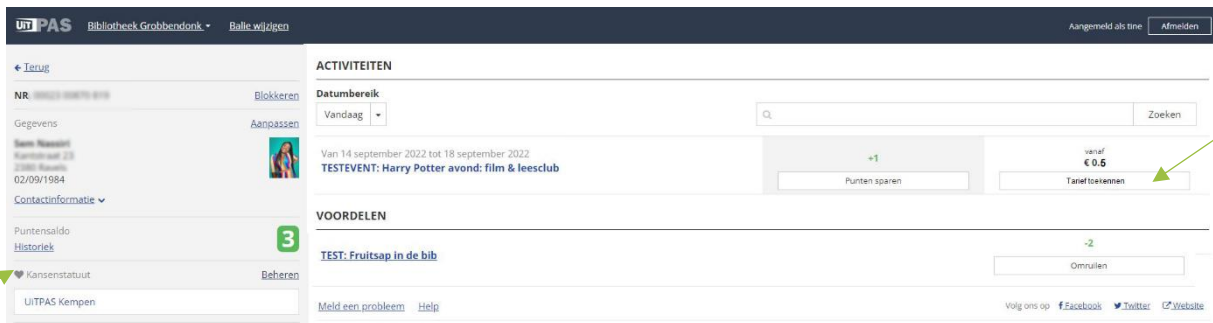 UiTPAS Bibliotheek Grobbendonk Balie wijzigen Aangemeld als tine Afmelden
Terug
NR: Blokkeren
Gegevens Aanpassen
02/09/1984
Contactinformatie
Puntensaldo
Historiek
3
Kansenstatuut Beheren
UiTPAS Kempen
ACTIVITEITEN
Datumbereik
Vandaag Zoeken
Van 14 september 2022 tot 18 september 2022
TESTEVENT: Harry Potter avond: film & leesclub
+1
Punten sparen
vanaf
€ 0.5
Tarief toekennen
VOORDELEN
TEST: Fruitsap in de bib
-2
Omruilen
Meld een probleem Help Volg ons op Facebook Twitter Website